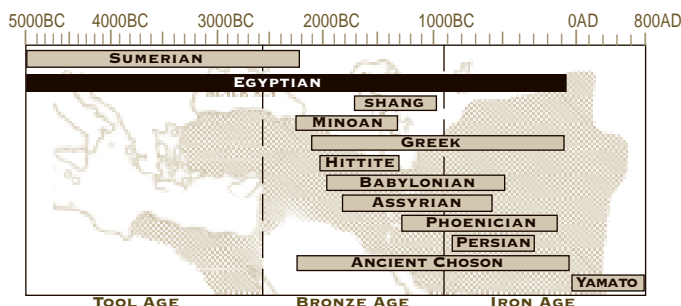 5000BC 4000BC 3000BC 2000BC 1000BC 0AD 800AD
SUMERIAN
EGYPTIAN
SHANG
MINOAN
GREEK
HITTITE
BABYLONIAN
ASSYRIAN
PHOENICIAN
PERSIAN
ANCIENT CHOSON
YAMATO
TOOL AGE BRONZE AGE IRON AGE